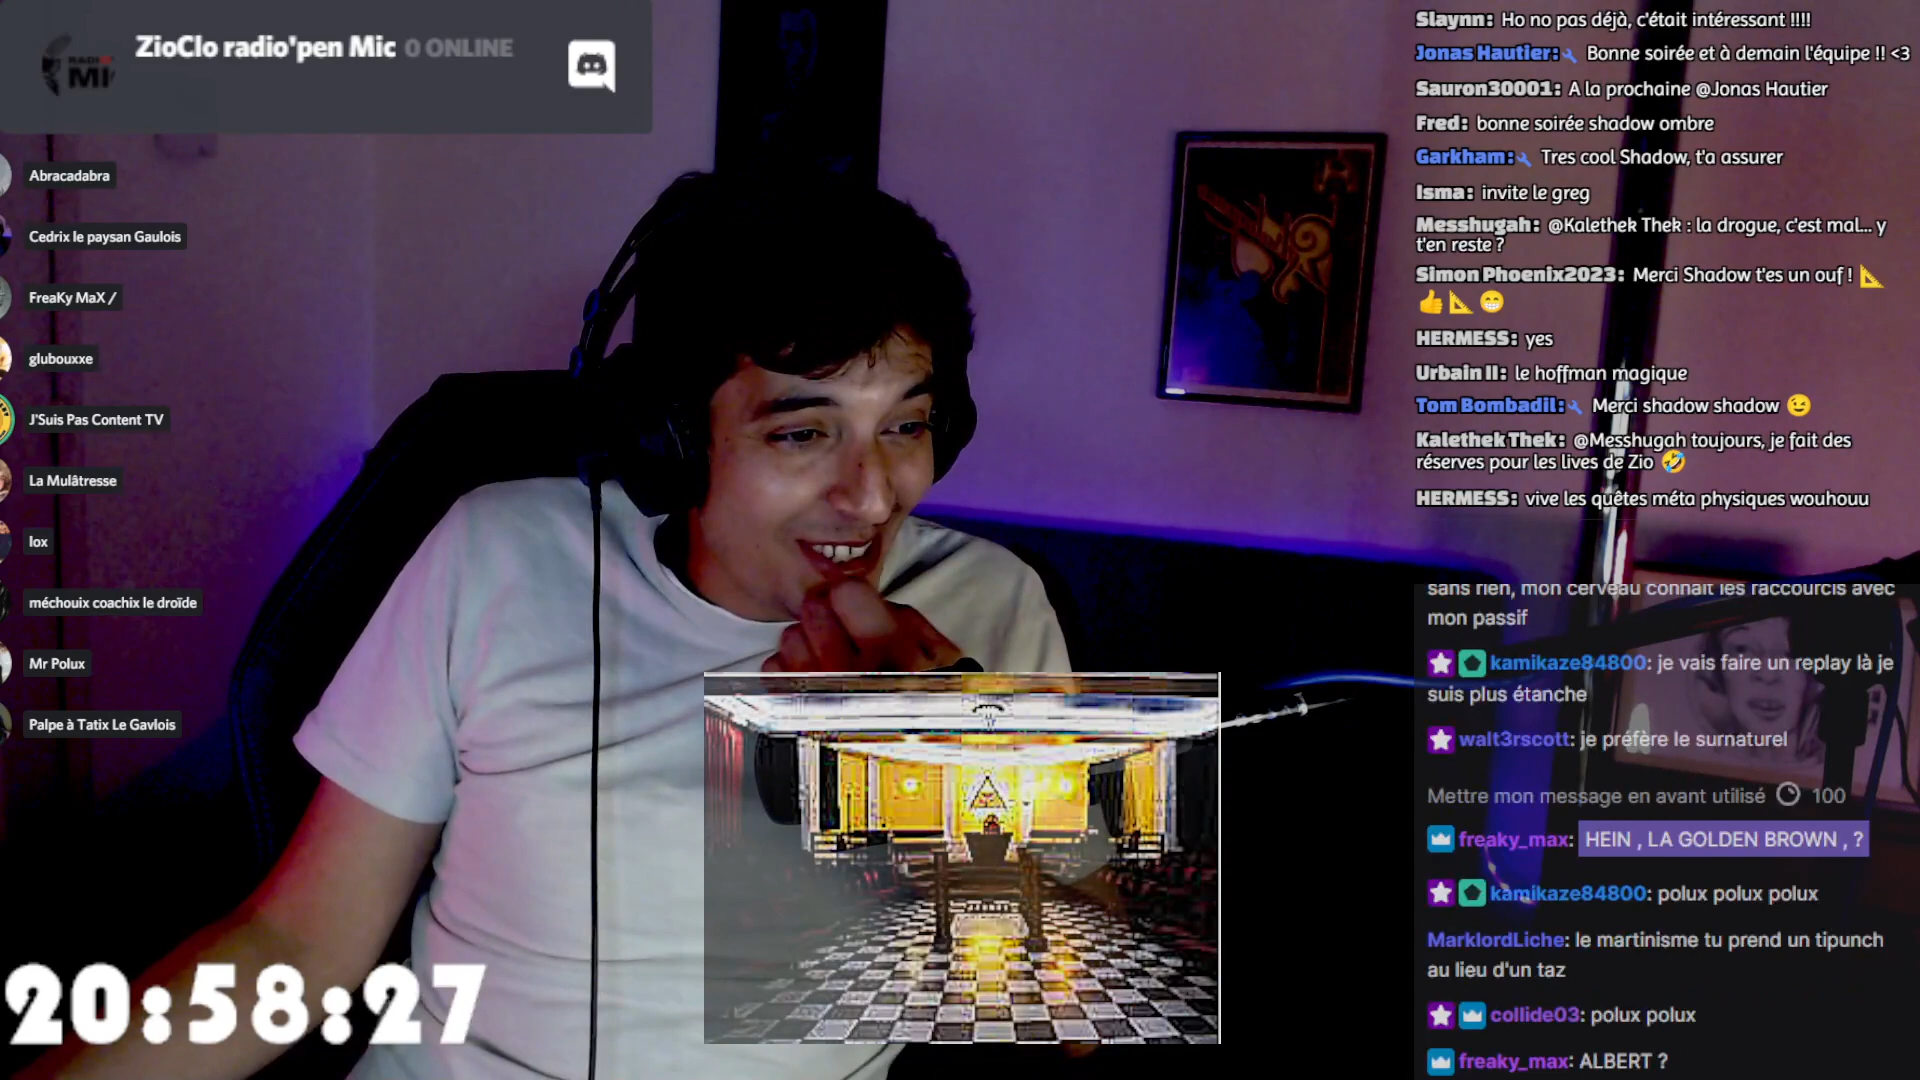 ZioClo radio'pen Mic 0 ONLINE
Abracadabra
Cedrix le paysan Gaulois
FreaKy MaX /
glubouxxe
J'Suis Pas Content TV
La Mulâtresse
lox
méchouix coachix le droïde
Mr Polux
Palpe à Tatix Le Gavlois
20:58:27
Slaynn: Ho no pas déjà, c'était intéressant !!!!
Jonas Hautier: Bonne soirée et à demain l'équipe !! <3
Sauron30001: A la prochaine @Jonas Hautier
Fred: bonne soirée shadow ombre
Garkham: Tres cool Shadow, t'a assurer
Isma: invite le greg
Messhugah: @Kalethek Thek : la drogue, c'est mal... y
t'en reste ?
Simon Phoenix2023: Merci Shadow t'es un ouf ! 📐
👍📐😁
HERMESS: yes
Urbain II: le hoffman magique
Tom Bombadil: Merci shadow shadow 😉
Kalethek Thek: @Messhugah toujours, je fait des
réserves pour les lives de Zio 🤣
HERMESS: vive les quêtes méta physiques wouhouu
sans rien, mon cerveau connait les raccourcis avec
mon passif
kamikaze84800: je vais faire un replay là je
suis plus étanche
walt3rscott: je préfère le surnaturel
Mettre mon message en avant utilisé 100
freaky_max: HEIN , LA GOLDEN BROWN , ?
kamikaze84800: polux polux polux
MarklordLiche: le martinisme tu prend un tipunch
au lieu d'un taz
collide03: polux polux
freaky_max: ALBERT ?